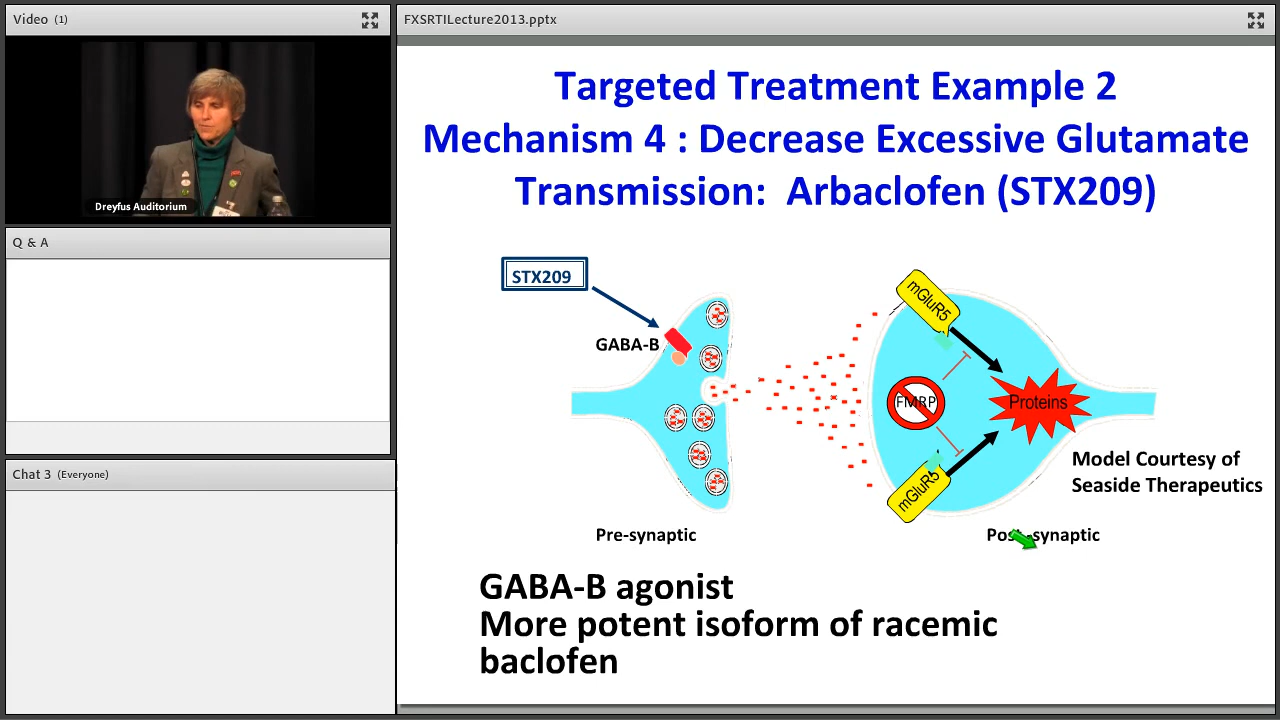 Video (1)
Dreyfus Auditorium
Q & A
Chat 3 (Everyone)
FXSRTILecture2013.pptx
Targeted Treatment Example 2
Mechanism 4 : Decrease Excessive Glutamate
Transmission: Arbaclofen (STX209)
STX209
GABA-B
mGluR5
FMRP
Proteins
mGluR5
Model Courtesy of
Seaside Therapeutics
Pre-synaptic
Post-synaptic
GABA-B agonist
More potent isoform of racemic
baclofen